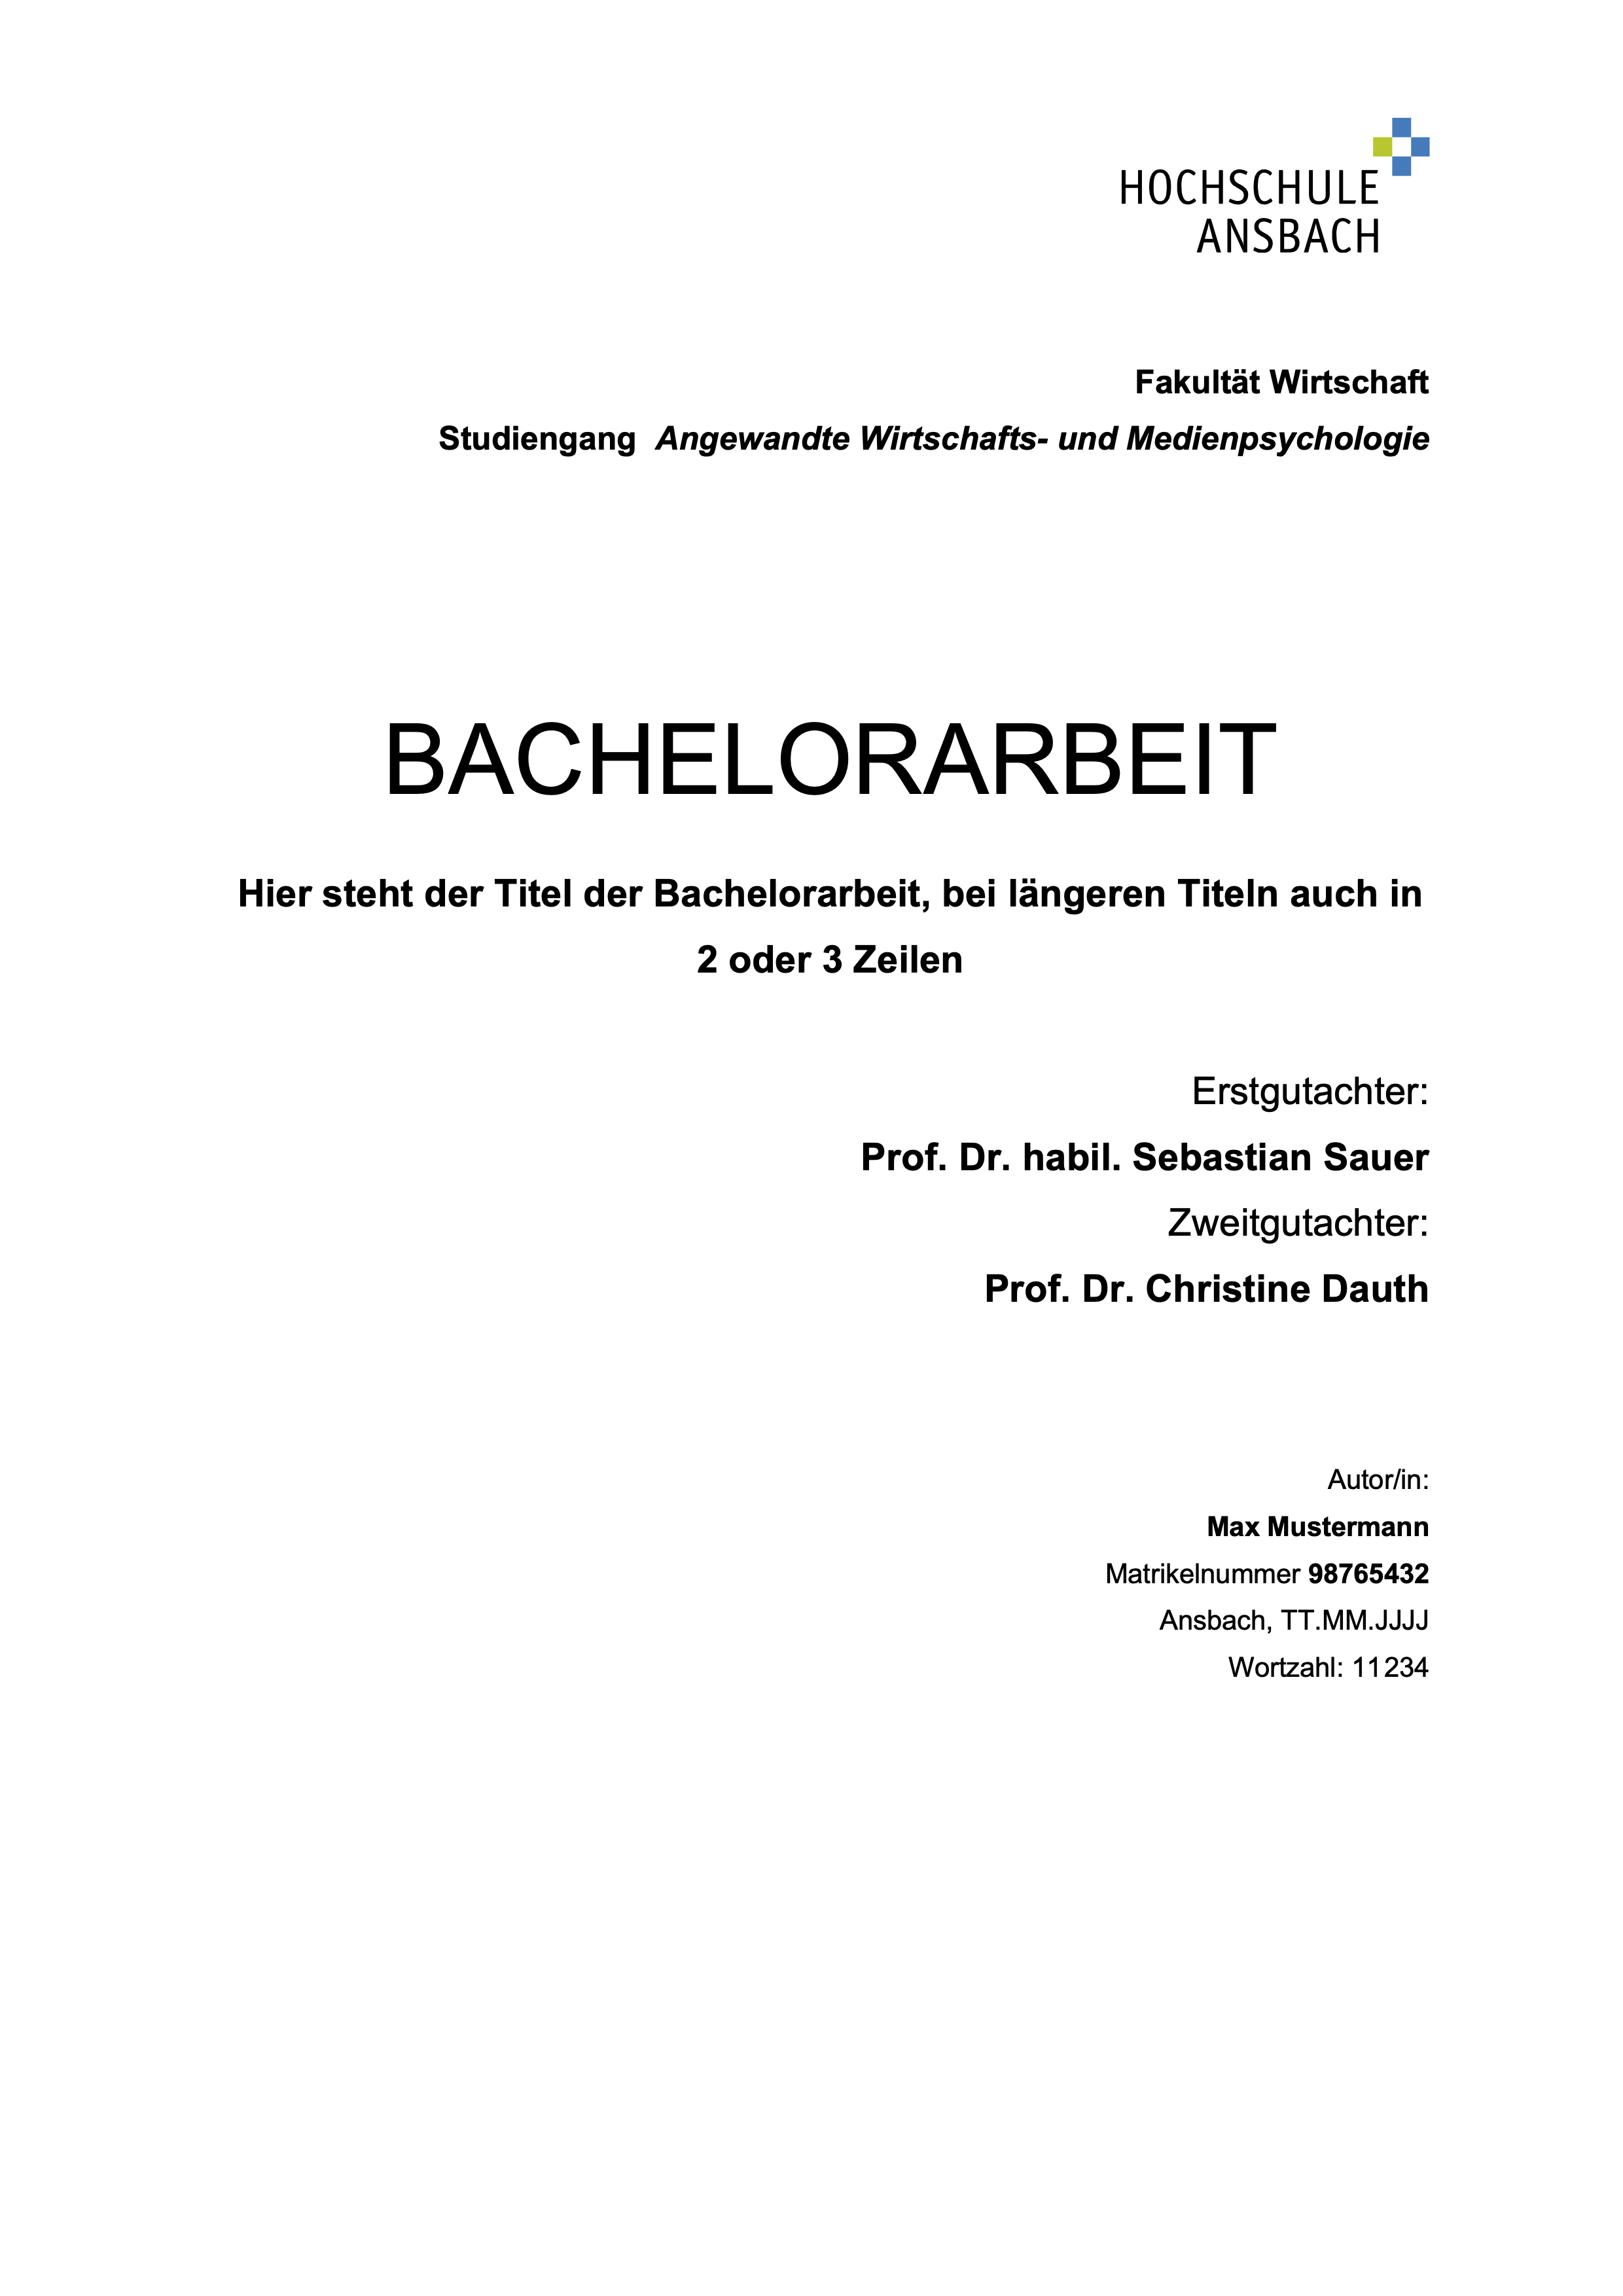 HOCHSCHULE
ANSBACH
Fakultät Wirtschaft
Studiengang Angewandte Wirtschafts- und Medienpsychologie
BACHELORARBEIT
Hier steht der Titel der Bachelorarbeit, bei längeren Titeln auch in
2 oder 3 Zeilen
Erstgutachter:
Prof. Dr. habil. Sebastian Sauer
Zweitgutachter:
Prof. Dr. Christine Dauth
Autor/in:
Max Mustermann
Matrikelnummer 98765432
Ansbach, TT.MM.JJJJ
Wortzahl: 11234